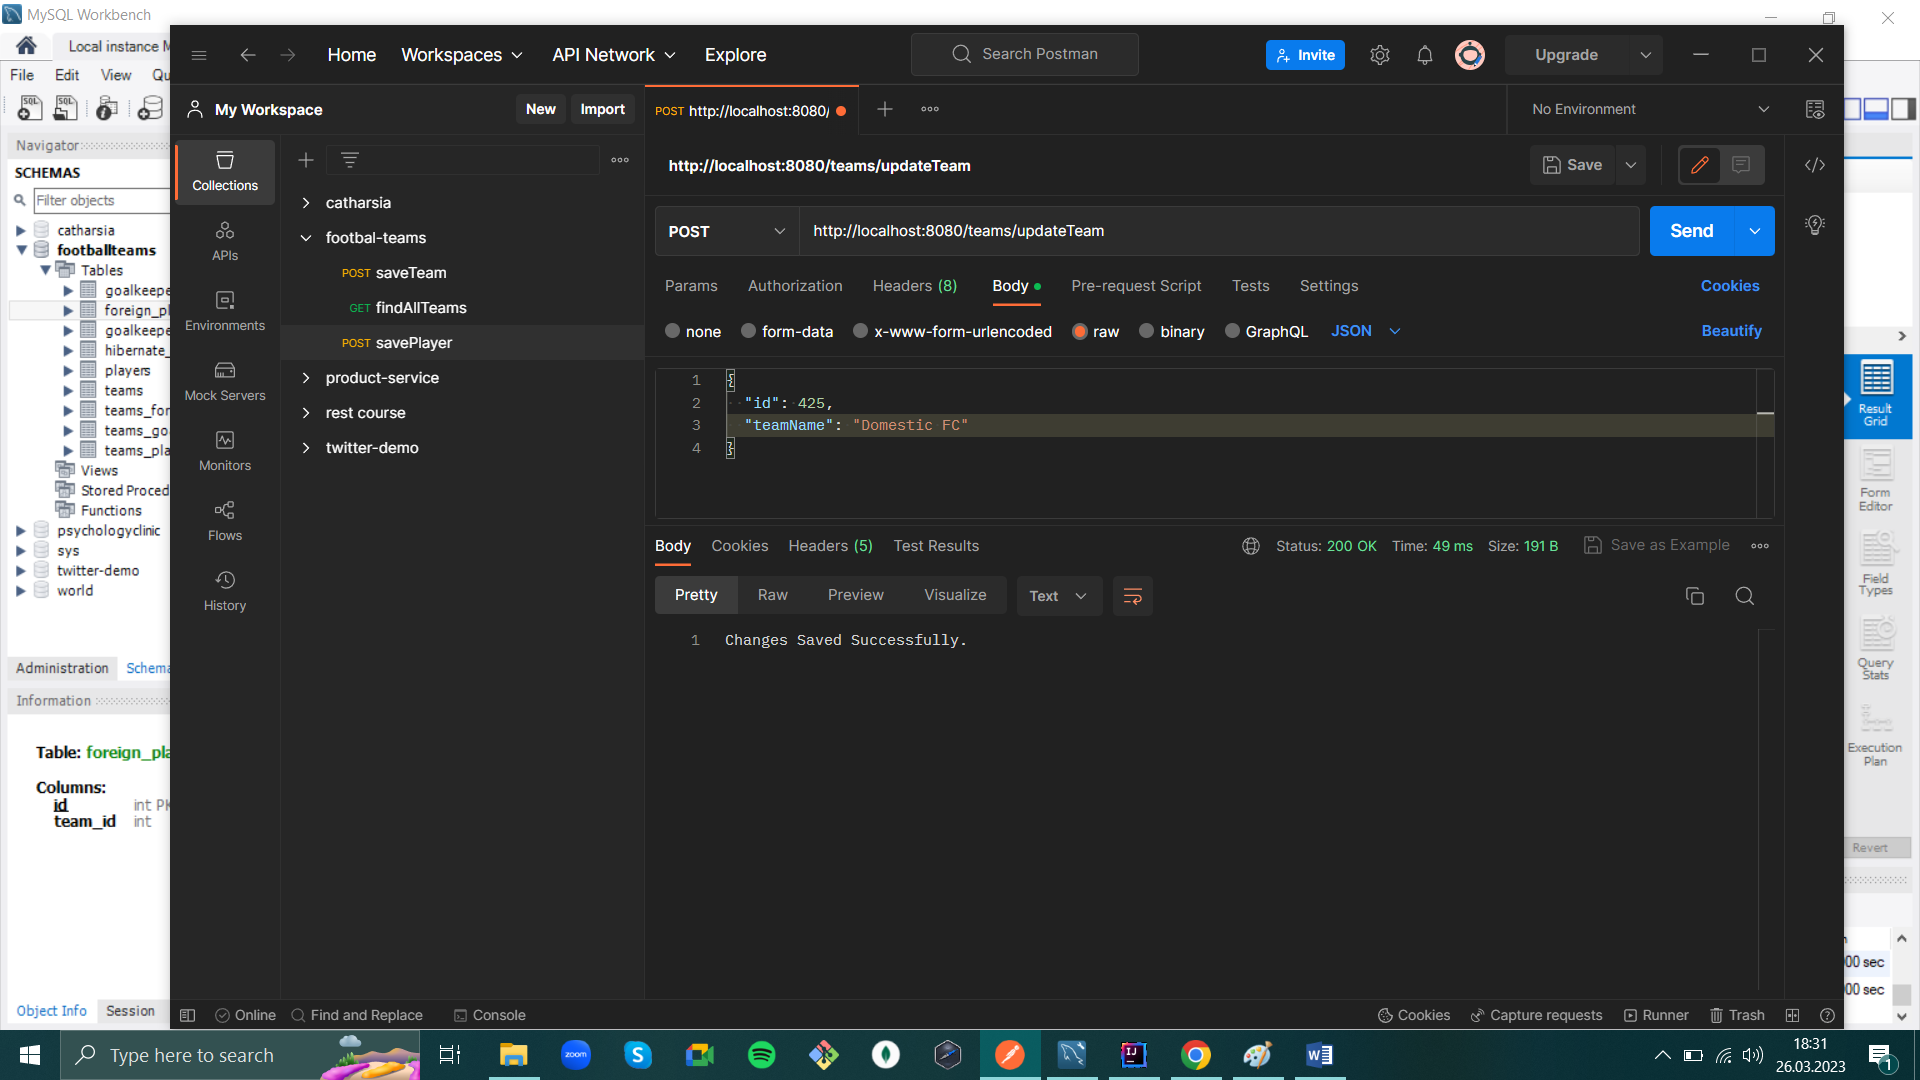 MySQL Workbench
Local instance M
File Edit View Qu
Navigator
SCHEMAS
Filter objects
catharsia
footballteams
Tables
goalkeepe
foreign_pl
goalkeepe
hibernate_
players
teams
teams_for
teams_go
teams_pla
Views
Stored Proced
Functions
psychologyclinic
sys
twitter-demo
world
Administration Schema
Information
Table: foreign_pla
Columns:
id int PK
team_id int
Object Info Session
Home Workspaces API Network Explore
Search Postman
Invite
Upgrade
My Workspace
New Import
POST http://localhost:8080/
No Environment
Collections
APIs
Environments
Mock Servers
Monitors
Flows
History
catharsia
footbal-teams
POST saveTeam
GET findAllTeams
POST savePlayer
product-service
rest course
twitter-demo
http://localhost:8080/teams/updateTeam
Save
POST http://localhost:8080/teams/updateTeam
Send
Params Authorization Headers (8) Body Pre-request Script Tests Settings
Cookies
none form-data x-www-form-urlencoded raw binary GraphQL JSON
Beautify
1 {
2 "id": 425,
3 "teamName": "Domestic FC"
4 }
Body Cookies Headers (5) Test Results
Status: 200 OK Time: 49 ms Size: 191 B Save as Example
Pretty Raw Preview Visualize Text
1 Changes Saved Successfully.
Online Find and Replace Console
Cookies Capture requests Runner Trash
Result
Grid
Form
Editor
Field
Types
Query
Stats
Execution
Plan
Revert
00 sec
00 sec
Type here to search
zoom
18:31
26.03.2023
1